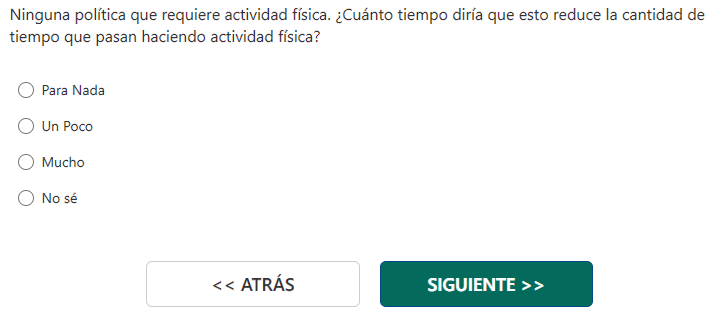 Ninguna política que requiere actividad física. ¿Cuánto tiempo diría que esto reduce la cantidad de
tiempo que pasan haciendo actividad física?
Para Nada
Un Poco
Mucho
No sé
<< ATRÁS
SIGUIENTE >>